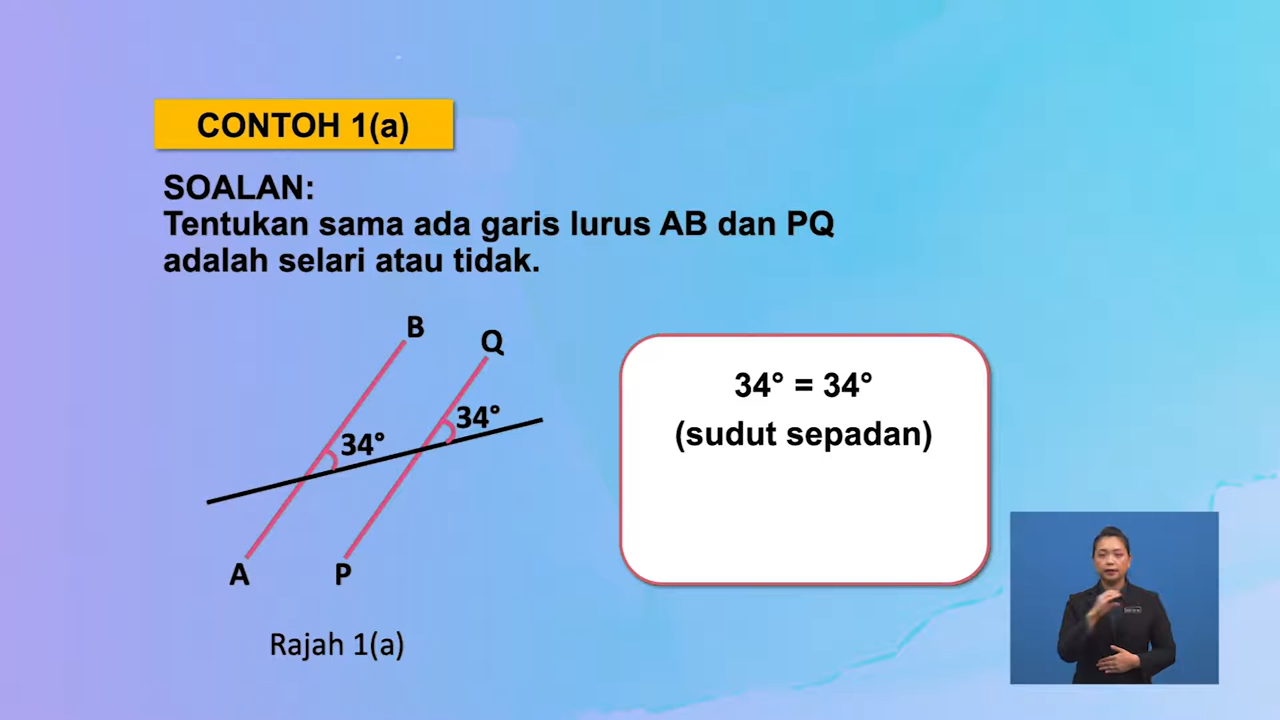 CONTOH 1(a)
SOALAN:
Tentukan sama ada garis lurus AB dan PQ
adalah selari atau tidak.
B
Q
34°
34°
A
P
Rajah 1(a)
34° = 34°
(sudut sepadan)